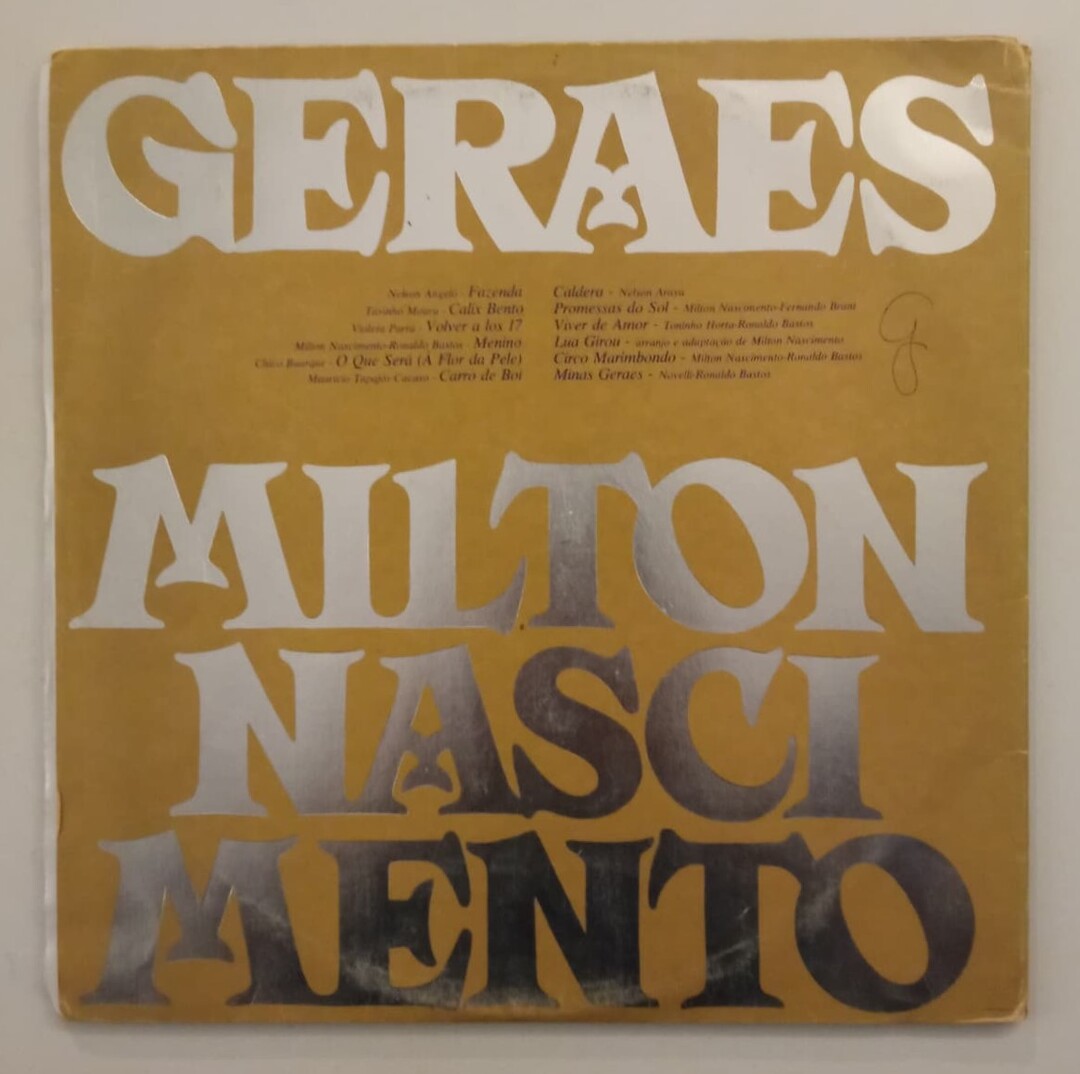 GERAES
Nelson Angelo - Fazenda
Tavinho Moura - Calix Bento
Violeta Parra - Volver a los 17
Milton Nascimento-Ronaldo Bastos - Menino
Chico Buarque - O Que Será (À Flor da Pele)
Maurício Tapajós-Cacaso - Carro de Boi
Caldera - Nelson Araya
Promessas do Sol - Milton Nascimento-Fernando Brant
Viver de Amor - Toninho Horta-Ronaldo Bastos
Lua Girou - arranjo e adaptação de Milton Nascimento
Circo Marimbondo - Milton Nascimento-Ronaldo Bastos
Minas Geraes - Novelli-Ronaldo Bastos
MILTON
NASCI
MENTO